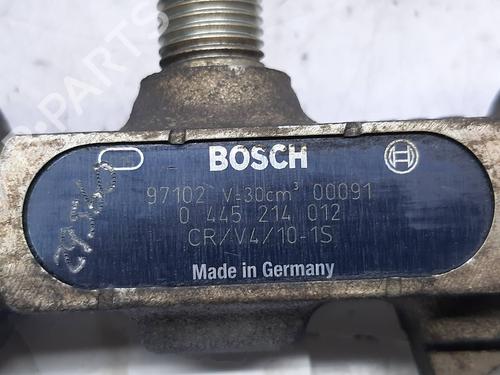 BOSCH
97102 V=30cm³ 00091
0 445 214 012
CR/V4/10-1S
Made in Germany